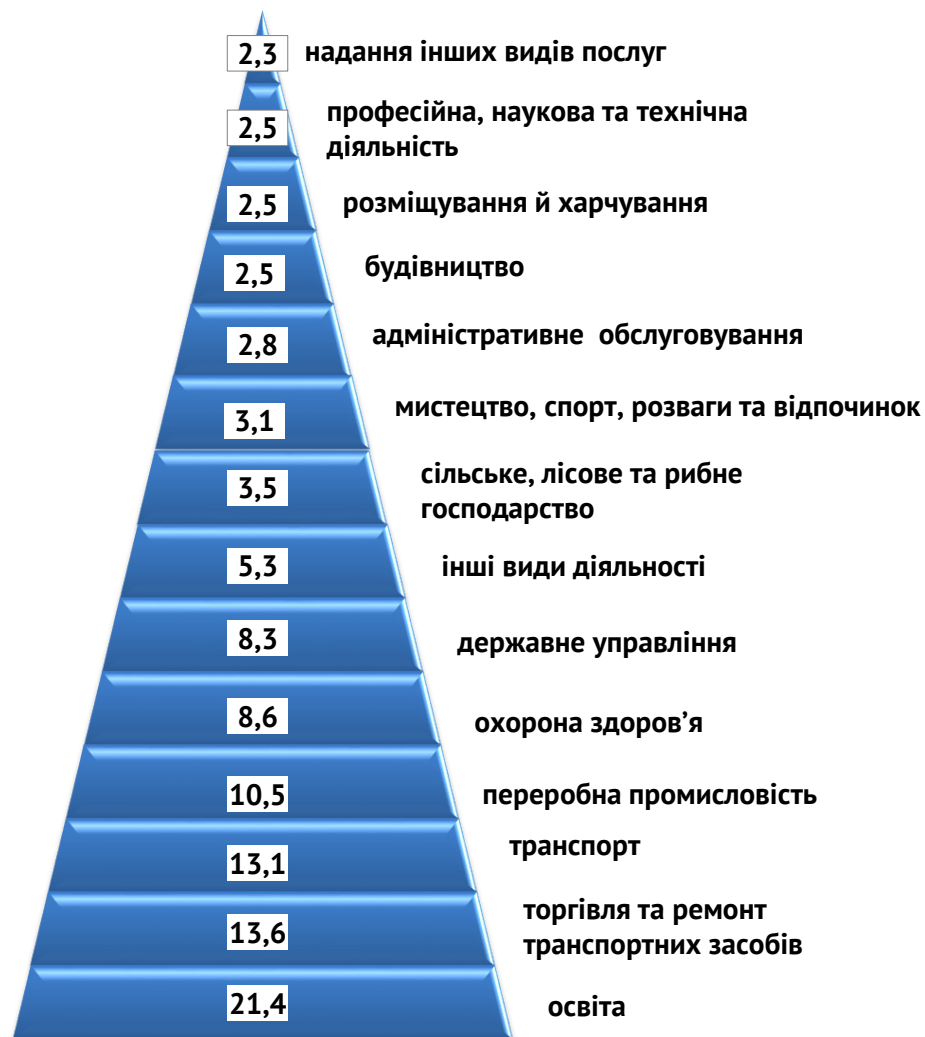 2,3 надання інших видів послуг
2,5 професійна, наукова та технічна
діяльність
2,5 розміщування й харчування
2,5 будівництво
2,8 адміністративне обслуговування
3,1 мистецтво, спорт, розваги та відпочинок
3,5 сільське, лісове та рибне
господарство
5,3 інші види діяльності
8,3 державне управління
8,6 охорона здоров’я
10,5 переробна промисловість
13,1 транспорт
13,6 торгівля та ремонт
транспортних засобів
21,4 освіта